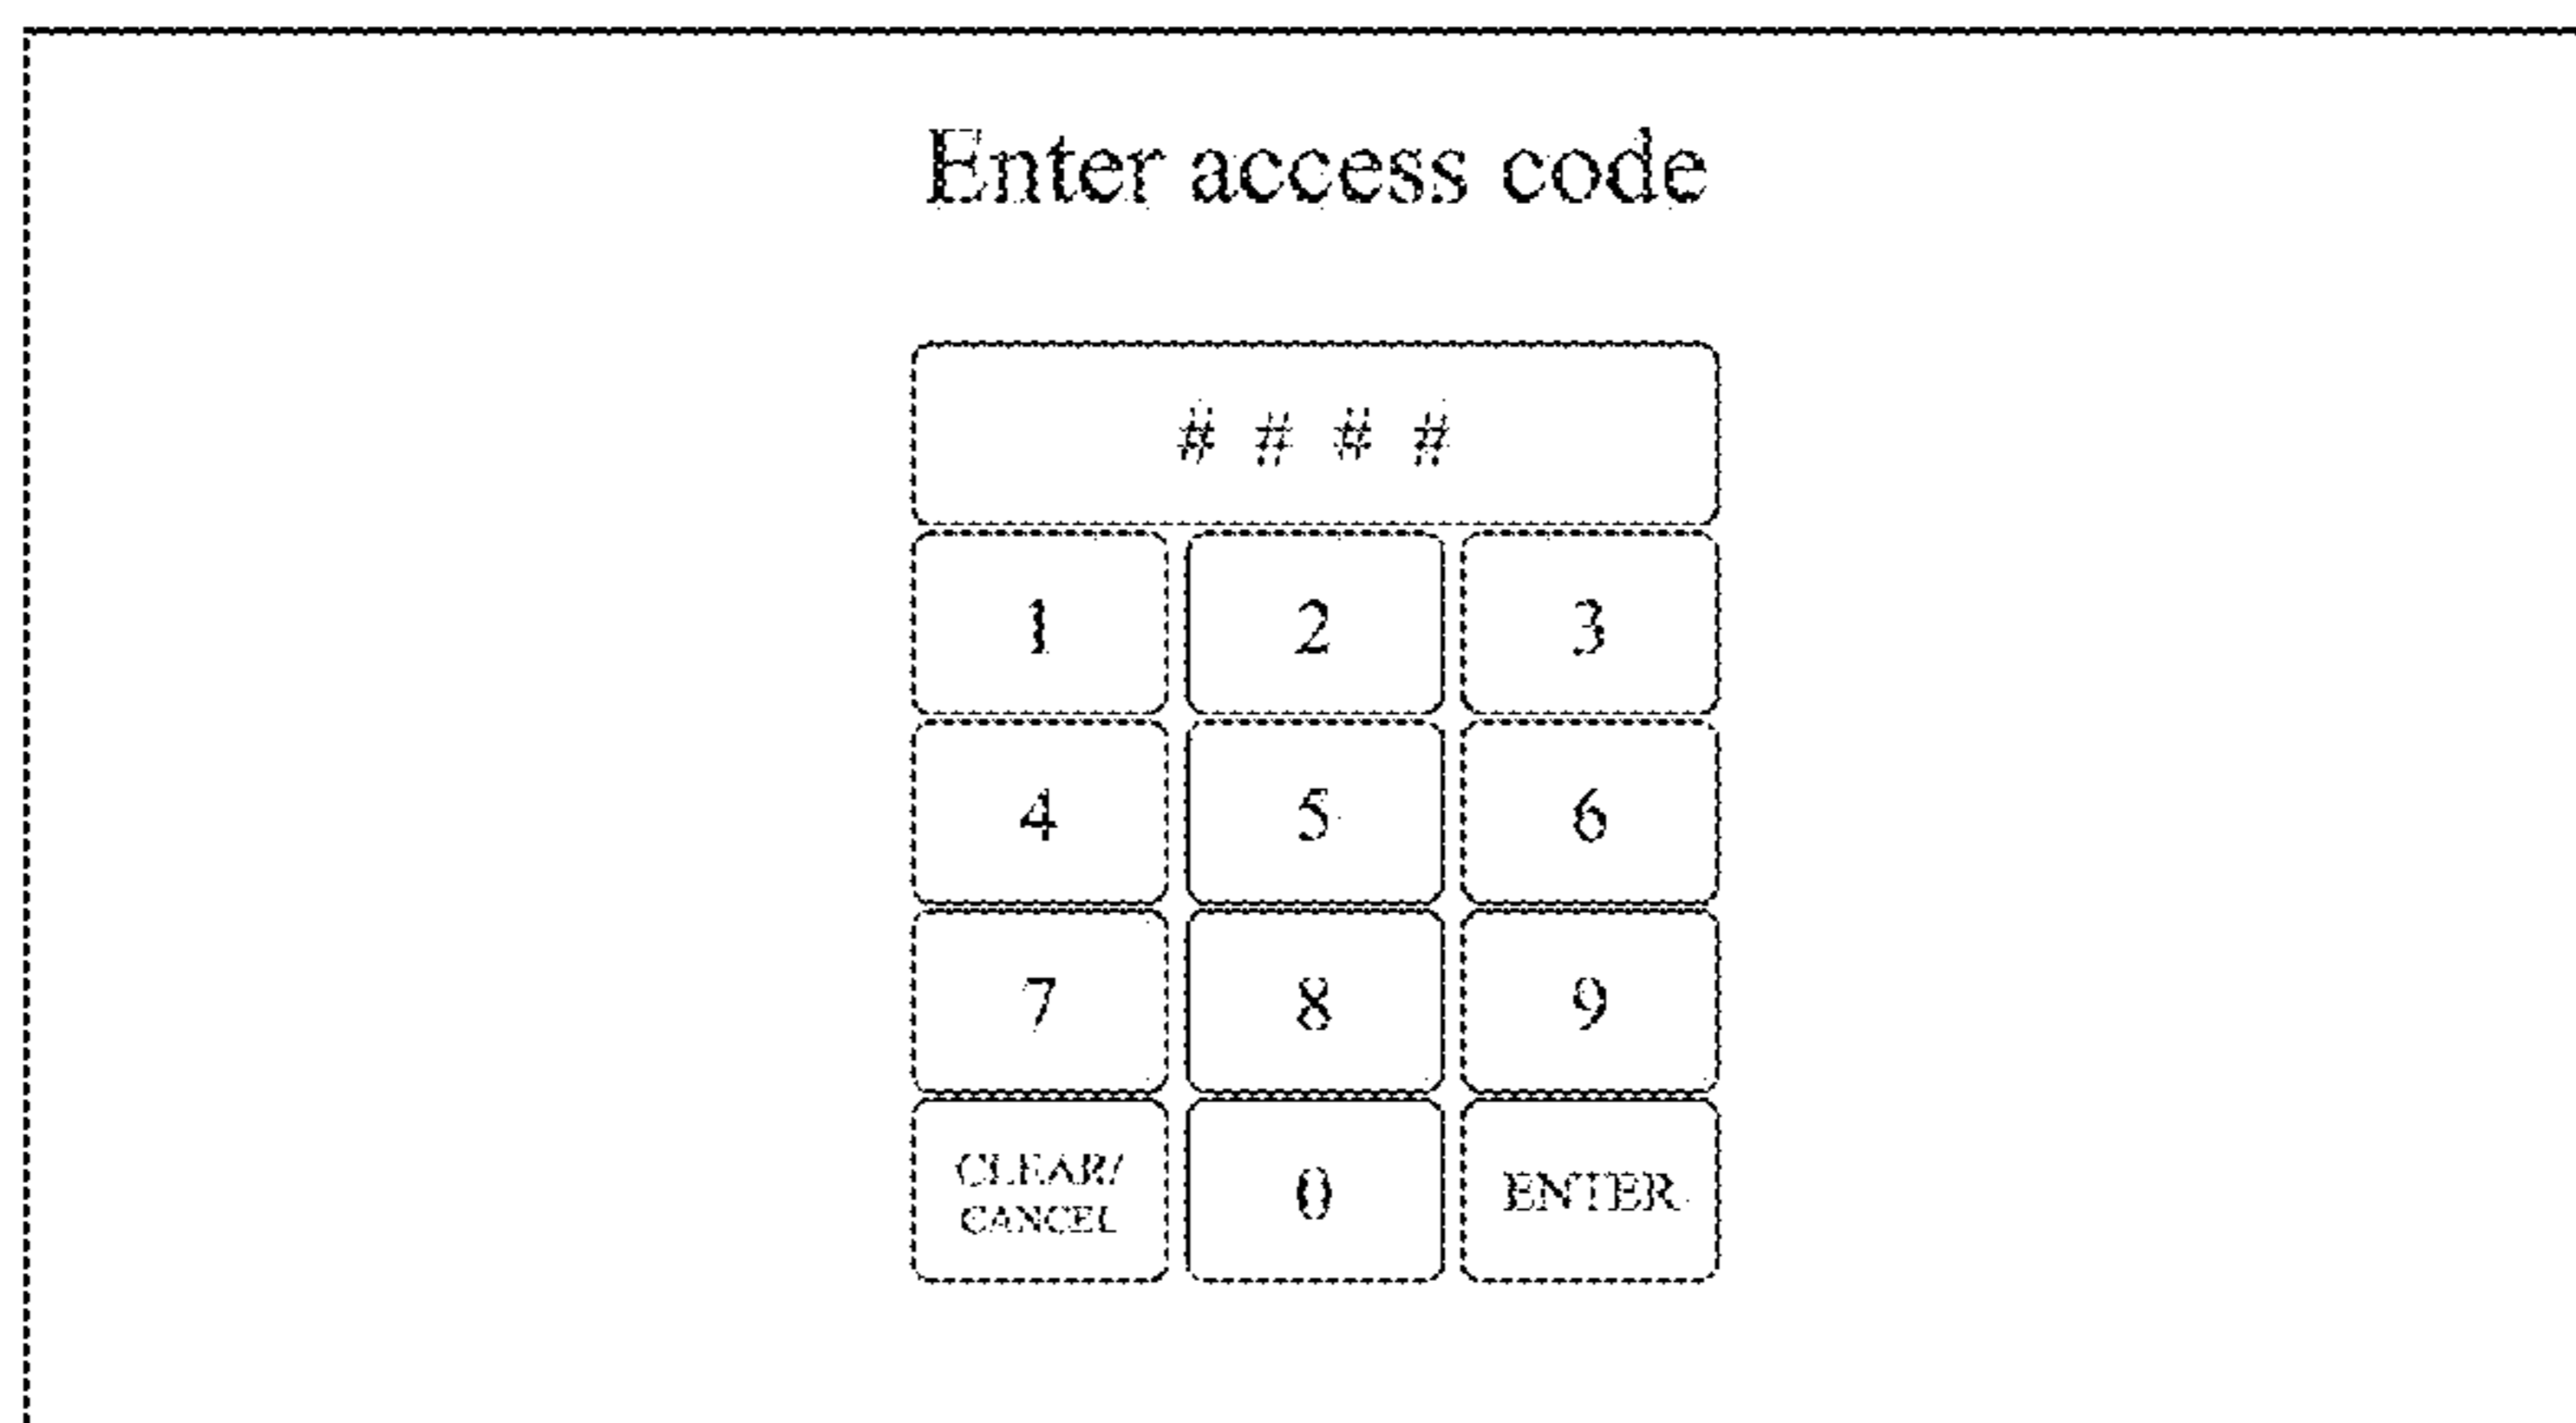 Enter access code
# # # #
1 2 3
4 5 6
7 8 9
CLEAR/
CANCEL
0
ENTER